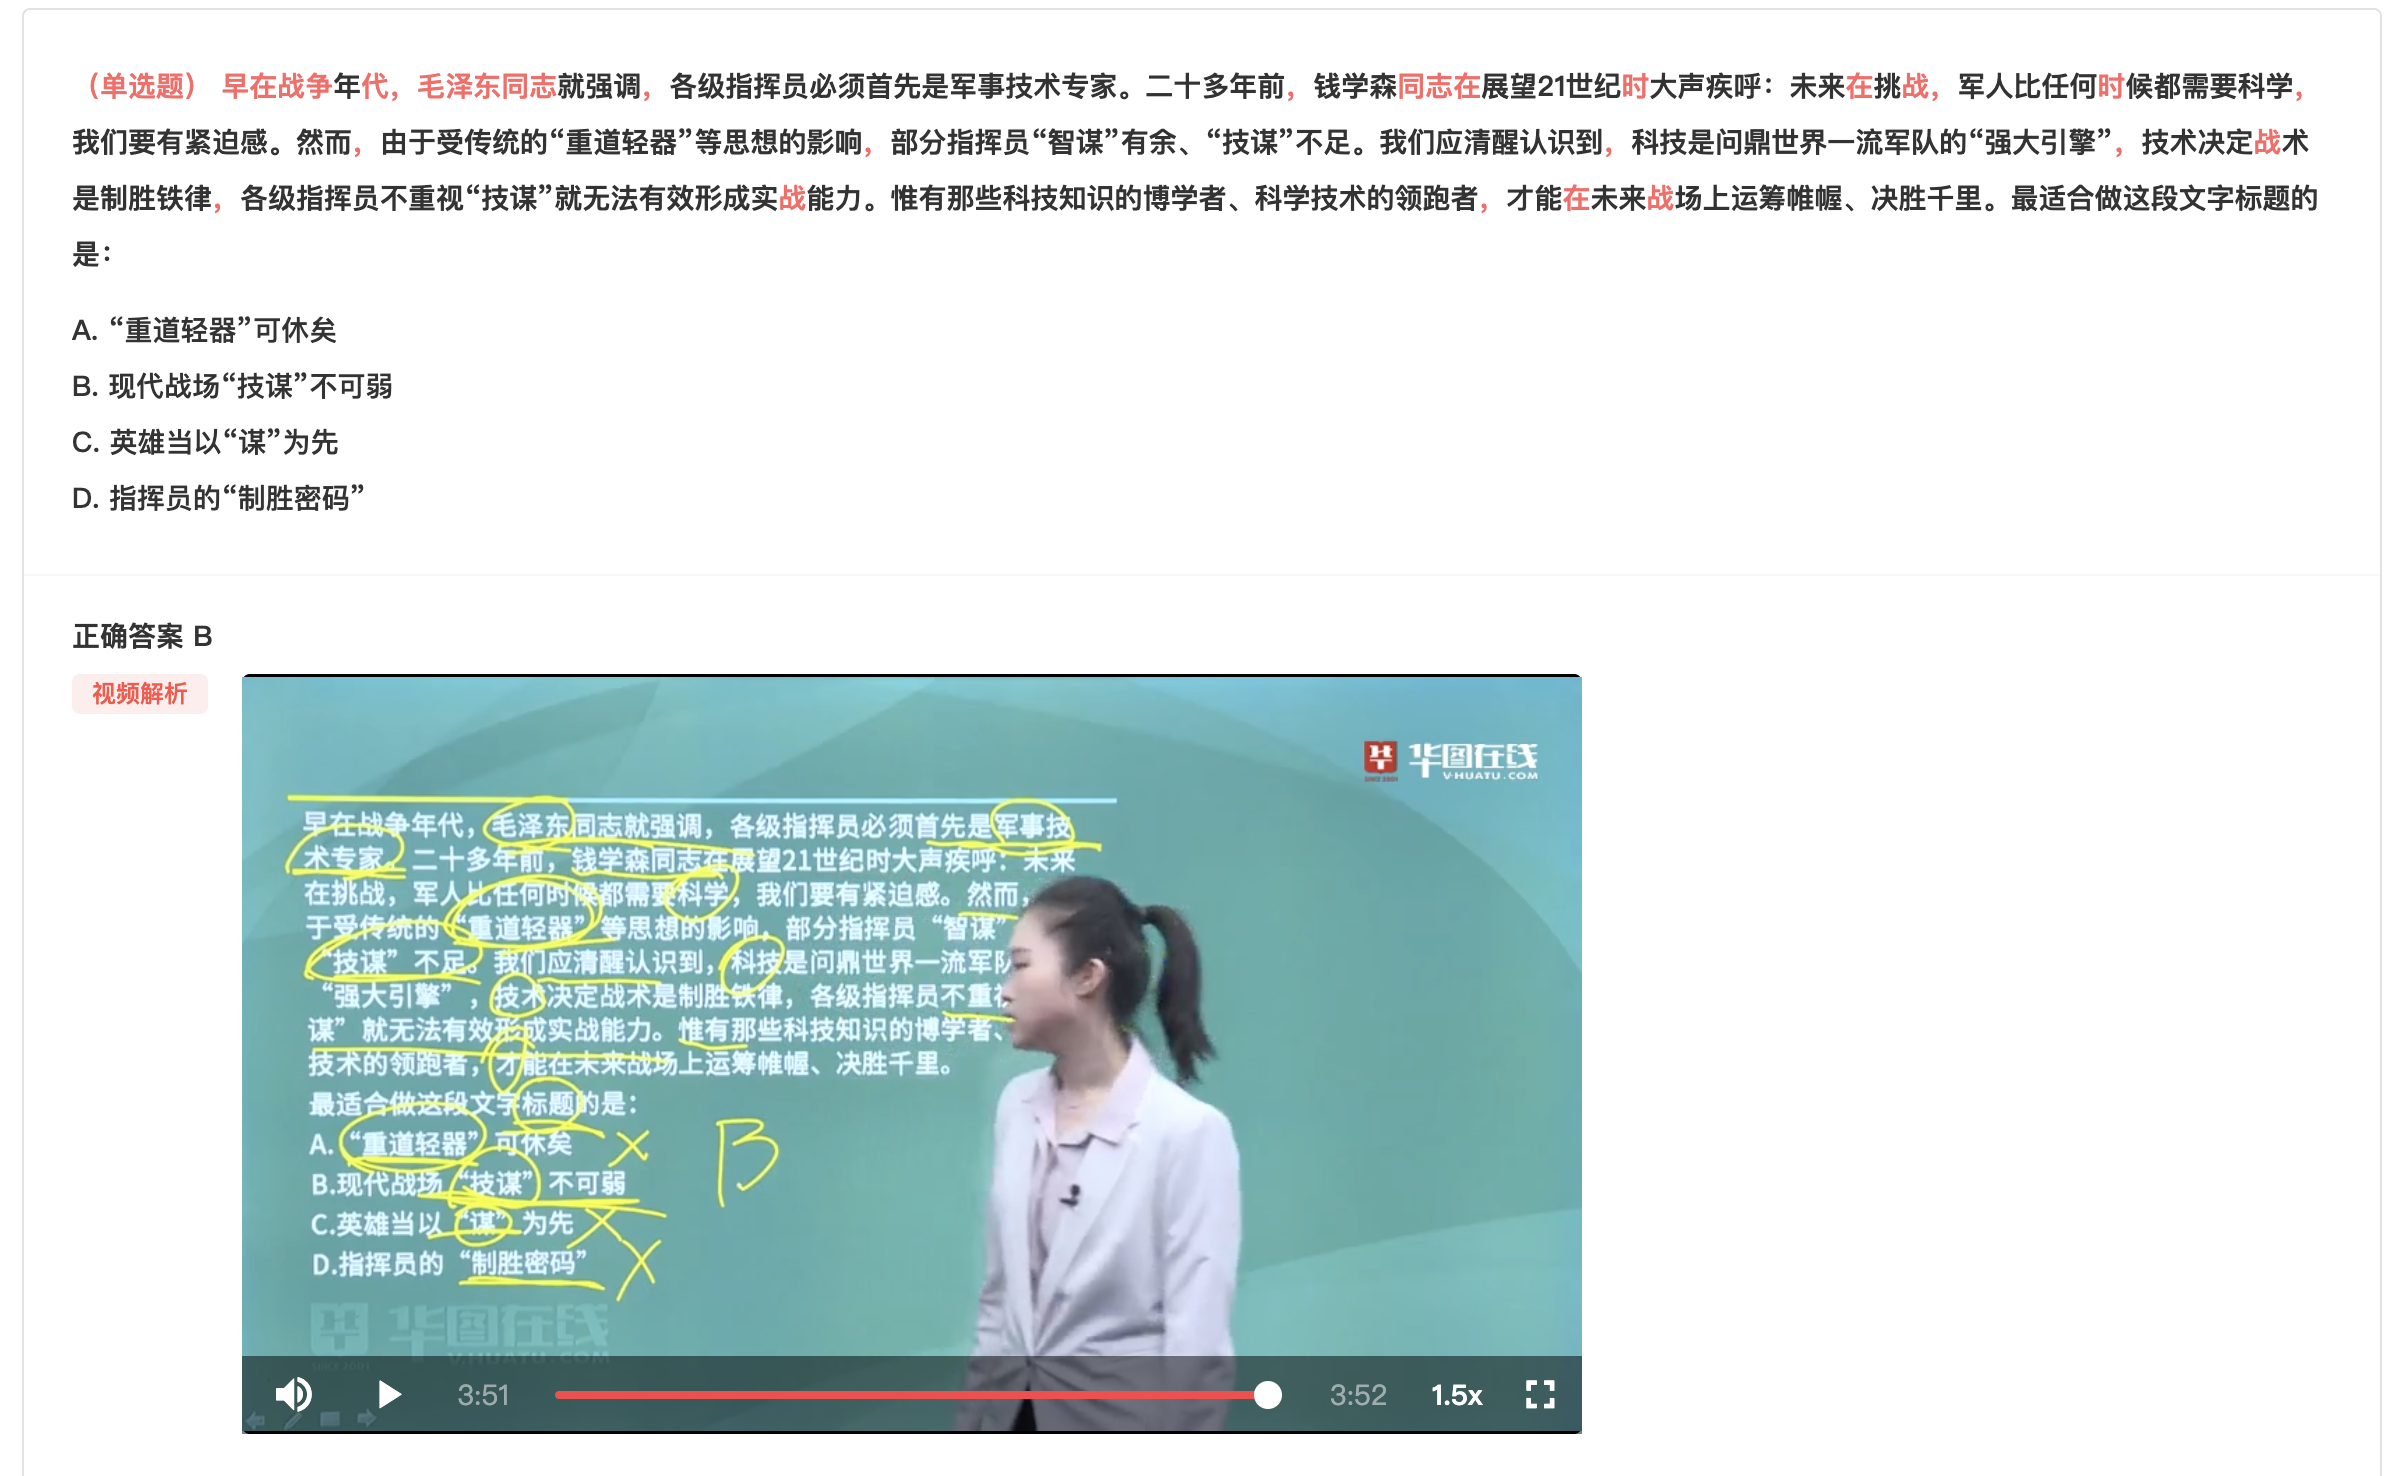 （单选题） 早在战争年代，毛泽东同志就强调，各级指挥员必须首先是军事技术专家。二十多年前，钱学森同志在展望21世纪时大声疾呼：未来在挑战，军人比任何时候都需要科学，
我们要有紧迫感。然而，由于受传统的“重道轻器”等思想的影响，部分指挥员“智谋”有余、“技谋”不足。我们应清醒认识到，科技是问鼎世界一流军队的“强大引擎”，技术决定战术
是制胜铁律，各级指挥员不重视“技谋”就无法有效形成实战能力。惟有那些科技知识的博学者、科学技术的领跑者，才能在未来战场上运筹帷幄、决胜千里。最适合做这段文字标题的
是：
A. “重道轻器”可休矣
B. 现代战场“技谋”不可弱
C. 英雄当以“谋”为先
D. 指挥员的“制胜密码”
正确答案 B
视频解析
华图在线
V·HUATU.COM
早在战争年代，毛泽东同志就强调，各级指挥员必须首先是军事技
术专家。二十多年前，钱学森同志在展望21世纪时大声疾呼：未来
在挑战，军人比任何时候都需要科学，我们要有紧迫感。然而，
于受传统的“重道轻器”等思想的影响，部分指挥员“智谋”
“技谋”不足。我们应清醒认识到，科技是问鼎世界一流军队
“强大引擎”，技术决定战术是制胜铁律，各级指挥员不重视
谋”就无法有效形成实战能力。惟有那些科技知识的博学者、
技术的领跑者，才能在未来战场上运筹帷幄、决胜千里。
最适合做这段文字标题的是：
A.“重道轻器”可休矣
B.现代战场“技谋”不可弱
B
C.英雄当以“谋”为先
D.指挥员的“制胜密码”
华图在线
V.HUATU.COM
3:51
3:52
1.5x